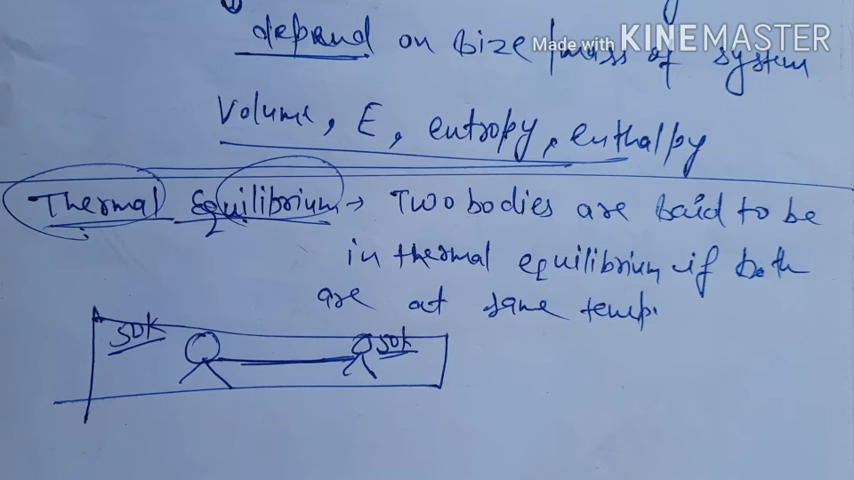 depend on size / mass of system
Made with KINEMASTER
Volume, E, entropy, enthalpy
Thermal Equilibrium → Two bodies are said to be
in thermal equilibrium if both
are at same temp.
50K 50K